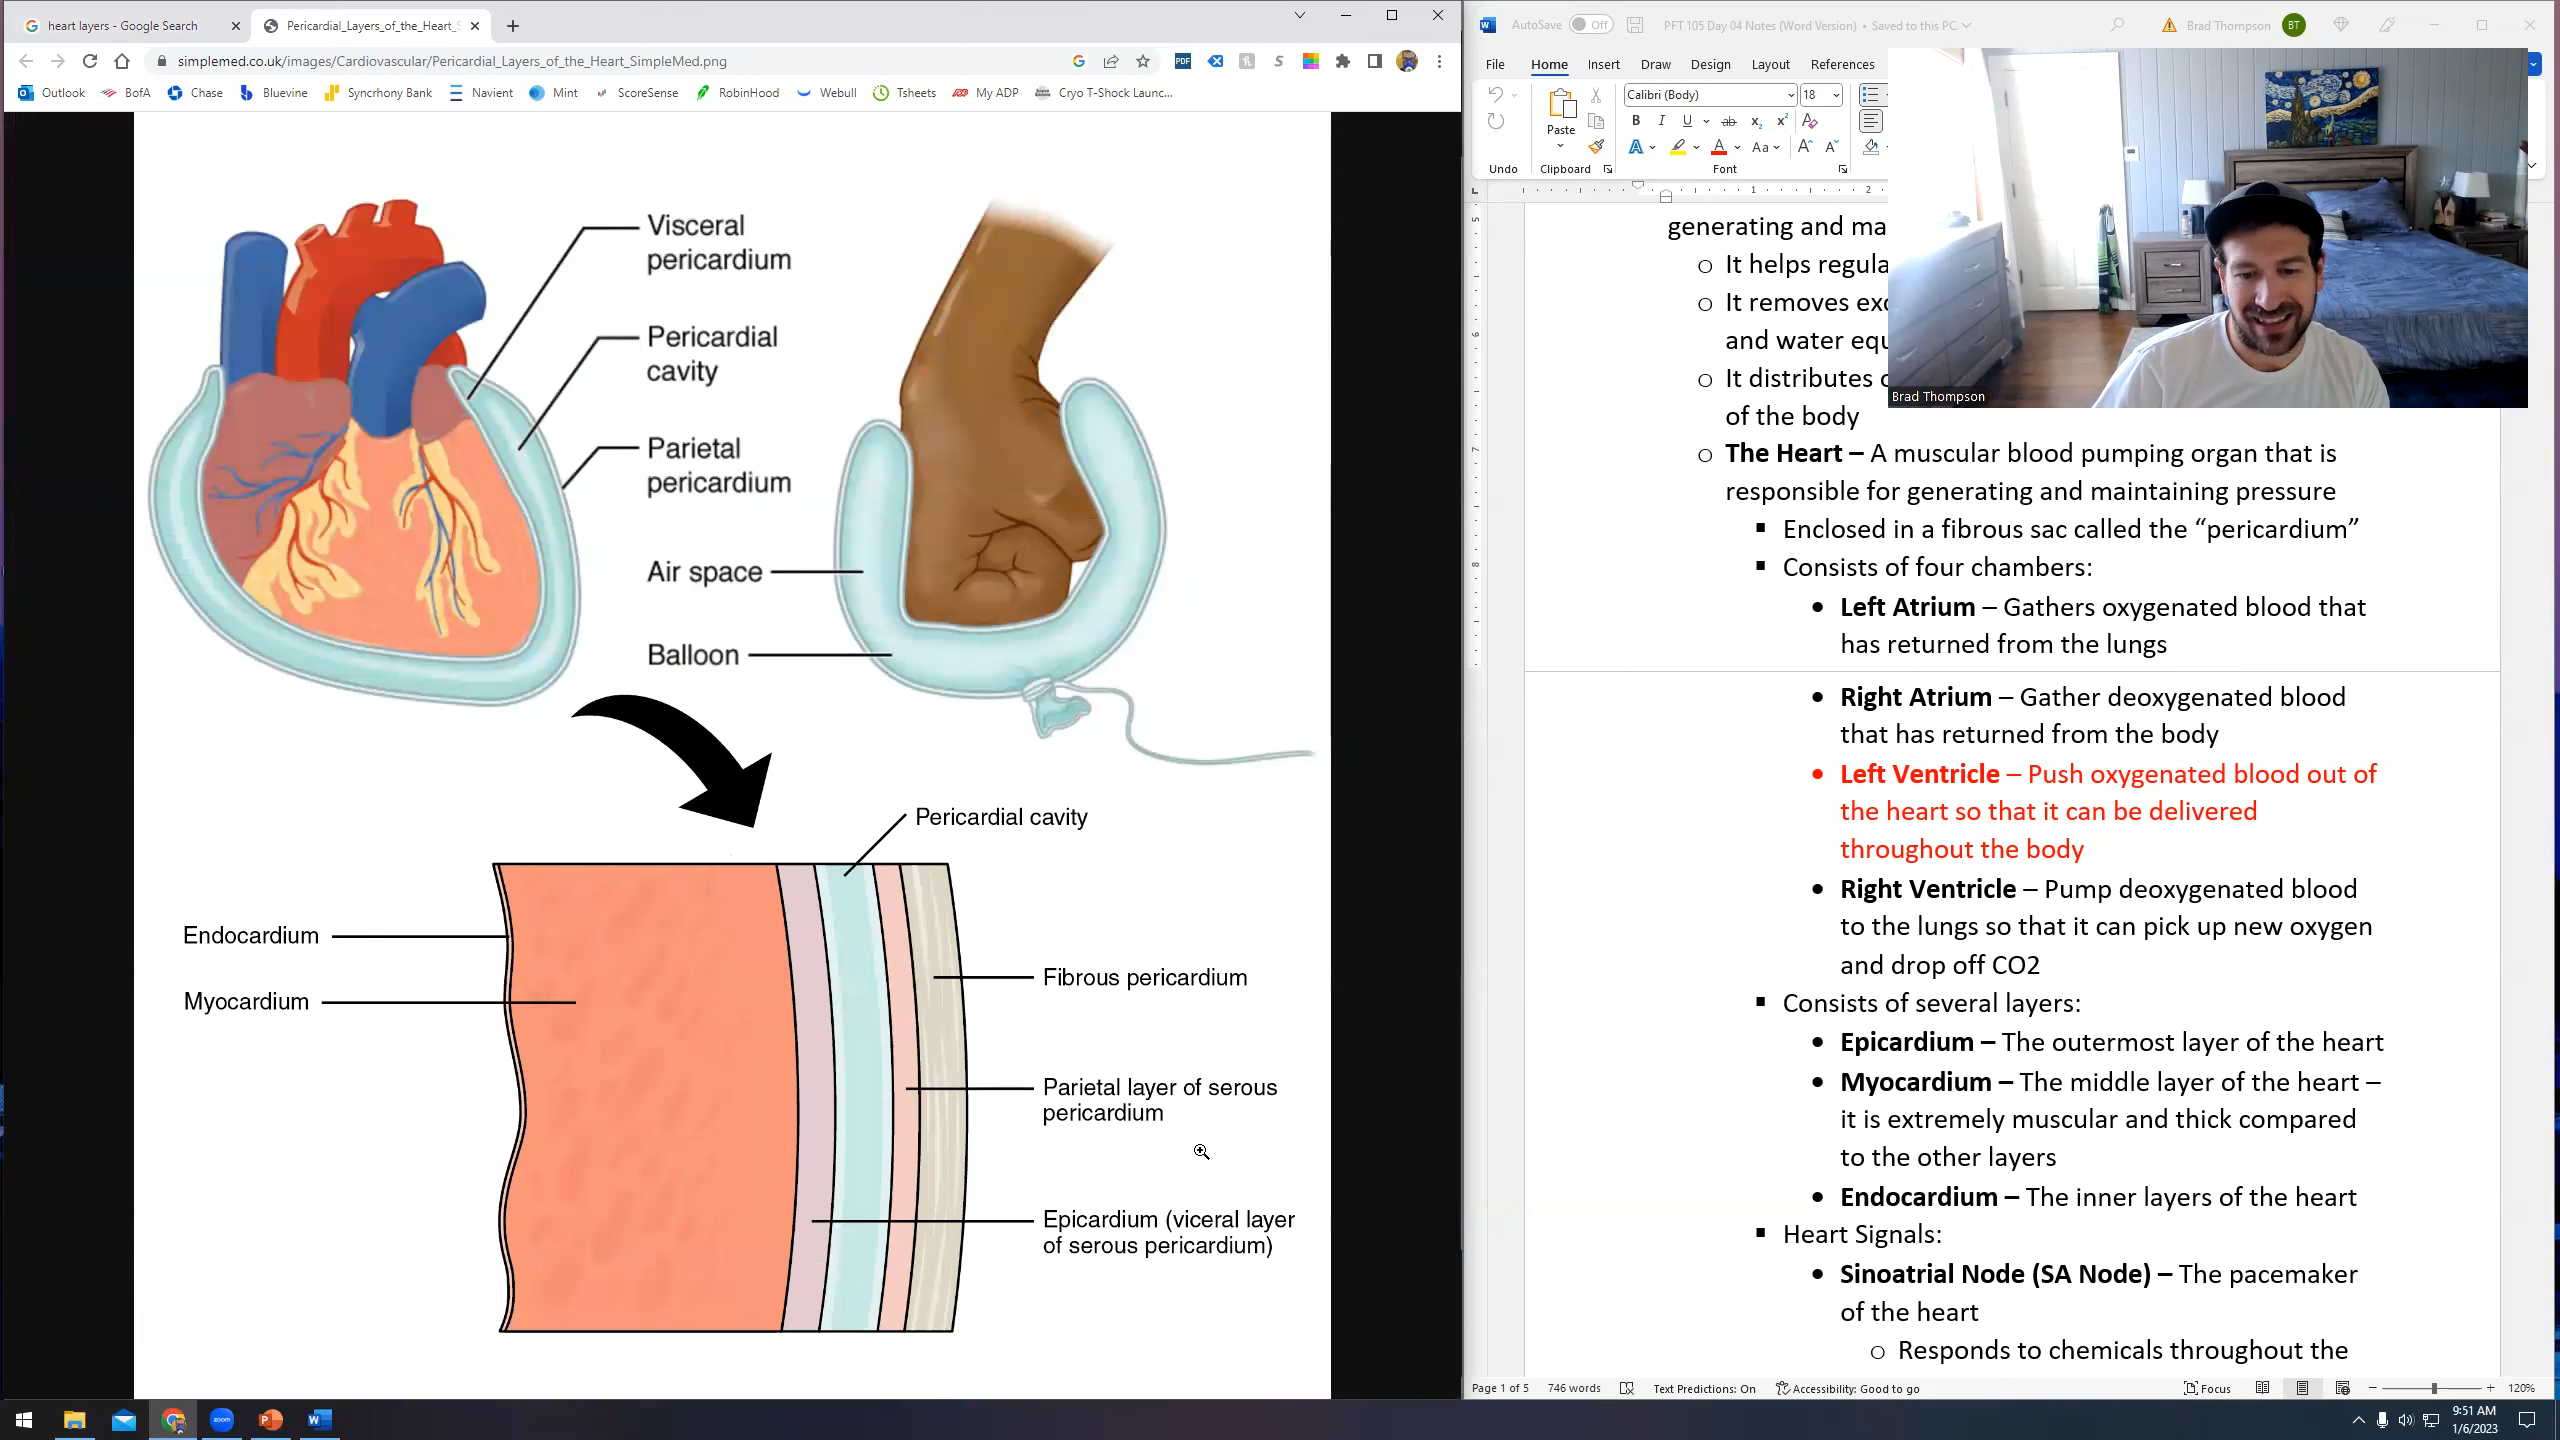 heart layers - Google Search
Pericardial_Layers_of_the_Heart_S
simplemed.co.uk/images/Cardiovascular/Pericardial_Layers_of_the_Heart_SimpleMed.png
Outlook BofA Chase Bluevine Syncrhony Bank Navient Mint ScoreSense RobinHood Webull Tsheets My ADP Cryo T-Shock Launc...
Visceral
pericardium
Pericardial
cavity
Parietal
pericardium
Air space
Balloon
Pericardial cavity
Endocardium
Myocardium
Fibrous pericardium
Parietal layer of serous
pericardium
Epicardium (viceral layer
of serous pericardium)
AutoSave Off PFT 105 Day 04 Notes (Word Version) • Saved to this PC Brad Thompson BT
File Home Insert Draw Design Layout References
Calibri (Body) 18
Paste
Undo Clipboard Font
1 2
Brad Thompson
generating and ma
o It helps regula
o It removes exc
and water equ
o It distributes
of the body
o The Heart – A muscular blood pumping organ that is
responsible for generating and maintaining pressure
▪ Enclosed in a fibrous sac called the “pericardium”
▪ Consists of four chambers:
• Left Atrium – Gathers oxygenated blood that
has returned from the lungs
• Right Atrium – Gather deoxygenated blood
that has returned from the body
• Left Ventricle – Push oxygenated blood out of
the heart so that it can be delivered
throughout the body
• Right Ventricle – Pump deoxygenated blood
to the lungs so that it can pick up new oxygen
and drop off CO2
▪ Consists of several layers:
• Epicardium – The outermost layer of the heart
• Myocardium – The middle layer of the heart –
it is extremely muscular and thick compared
to the other layers
• Endocardium – The inner layers of the heart
▪ Heart Signals:
• Sinoatrial Node (SA Node) – The pacemaker
of the heart
o Responds to chemicals throughout the
Page 1 of 5 746 words Text Predictions: On Accessibility: Good to go Focus 120%
9:51 AM
1/6/2023